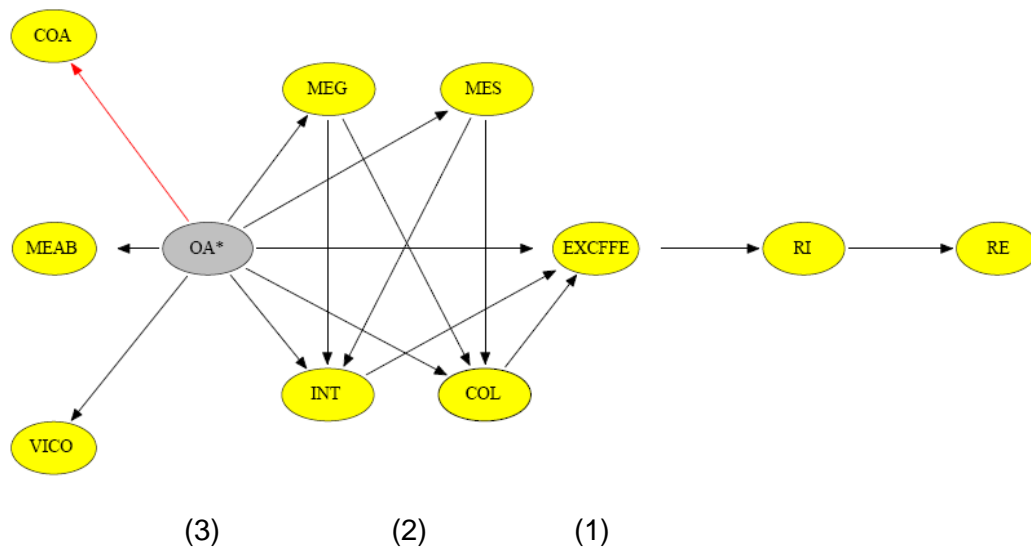 COA
MEG
MES
MEAB
OA*
EXCFFE
RI
RE
INT
COL
VICO
(3)
(2)
(1)